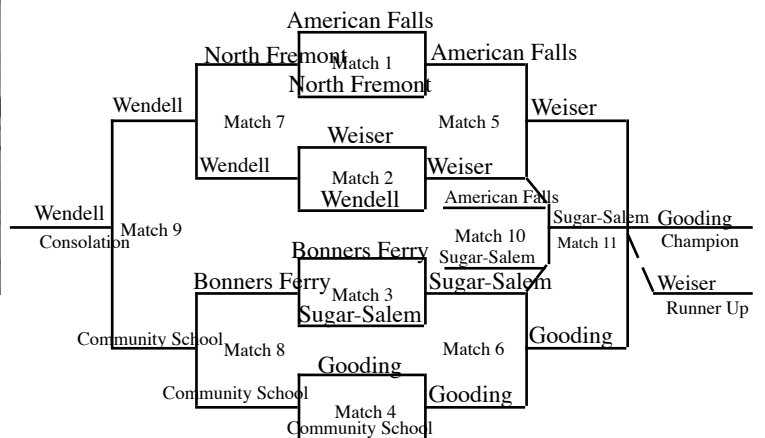 American Falls
North Fremont
Match 1
American Falls
North Fremont
Wendell
Weiser
Match 7
Match 5
Weiser
Wendell
Match 2
Weiser
Wendell
American Falls
Wendell
Match 9
Sugar-Salem
Gooding
Consolation
Match 10
Match 11
Champion
Bonners Ferry
Sugar-Salem
Bonners Ferry
Match 3
Sugar-Salem
Weiser
Sugar-Salem
Runner Up
Community School
Match 8
Match 6
Gooding
Gooding
Community School
Gooding
Match 4
Community School